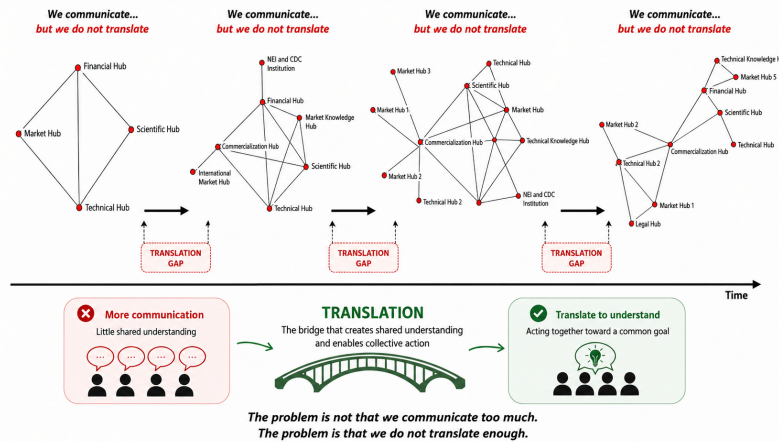 We communicate...
but we do not translate
We communicate...
but we do not translate
We communicate...
but we do not translate
We communicate...
but we do not translate
Financial Hub
Market Hub
Scientific Hub
Technical Hub
NEI and CDC
Institution
Financial Hub
Market Knowledge
Hub
Commercialization Hub
Scientific Hub
International
Market Hub
Technical Hub
Technical Hub
Market Hub 3
Scientific Hub
Market Hub 1
Market Hub
Commercialization Hub
Technical Knowledge Hub
Market Hub 2
NEI and CDC
Institution
Technical Hub 2
Technical Knowledge H
Market Hub 5
Financial Hub
Scientific Hub
Market Hub 2
Technical Hub
Commercialization Hub
Technical Hub 2
Market Hub 1
Legal Hub
TRANSLATION
GAP
TRANSLATION
GAP
TRANSLATION
GAP
Time
More communication
Little shared understanding
...
...
...
...
TRANSLATION
The bridge that creates shared understanding
and enables collective action
Translate to understand
Acting together toward a common goal
The problem is not that we communicate too much.
The problem is that we do not translate enough.